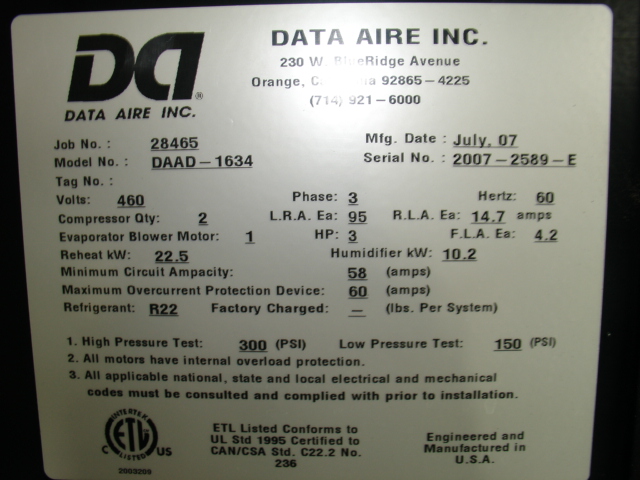 DATA AIRE INC.
DA ®
DATA AIRE INC.
230 W. BlueRidge Avenue
Orange, 92865-4225
(714) 921-6000
Job No. : 28465 Mfg. Date : July, 07
Model No. : DAAD-1634 Serial No. : 2007-2589-E
Tag No. :
Volts: 460 Phase: 3 Hertz: 60
Compressor Qty: 2 L.R.A. Ea: 95 R.L.A. Ea: 14.7 amps
Evaporator Blower Motor: 1 HP: 3 F.L.A. Ea: 4.2
Reheat kW: 22.5 Humidifier kW: 10.2
Minimum Circuit Ampacity: 58 (amps)
Maximum Overcurrent Protection Device: 60 (amps)
Refrigerant: R22 Factory Charged: — (lbs. Per System)
1. High Pressure Test: 300 (PSI) Low Pressure Test: 150 (PSI)
2. All motors have internal overload protection.
3. All applicable national, state and local electrical and mechanical
codes must be consulted and complied with prior to installation.
INTERTEK
ETL
LISTED
C US
2003209
ETL Listed Conforms to
UL Std 1995 Certified to
CAN/CSA Std. C22.2 No.
236
Engineered and
Manufactured in
U.S.A.